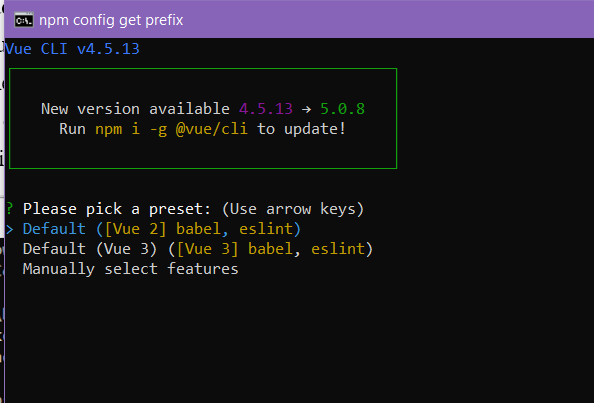 npm config get prefix
Vue CLI v4.5.13
New version available 4.5.13 → 5.0.8
Run npm i -g @vue/cli to update!
? Please pick a preset: (Use arrow keys)
> Default ([Vue 2] babel, eslint)
Default (Vue 3) ([Vue 3] babel, eslint)
Manually select features